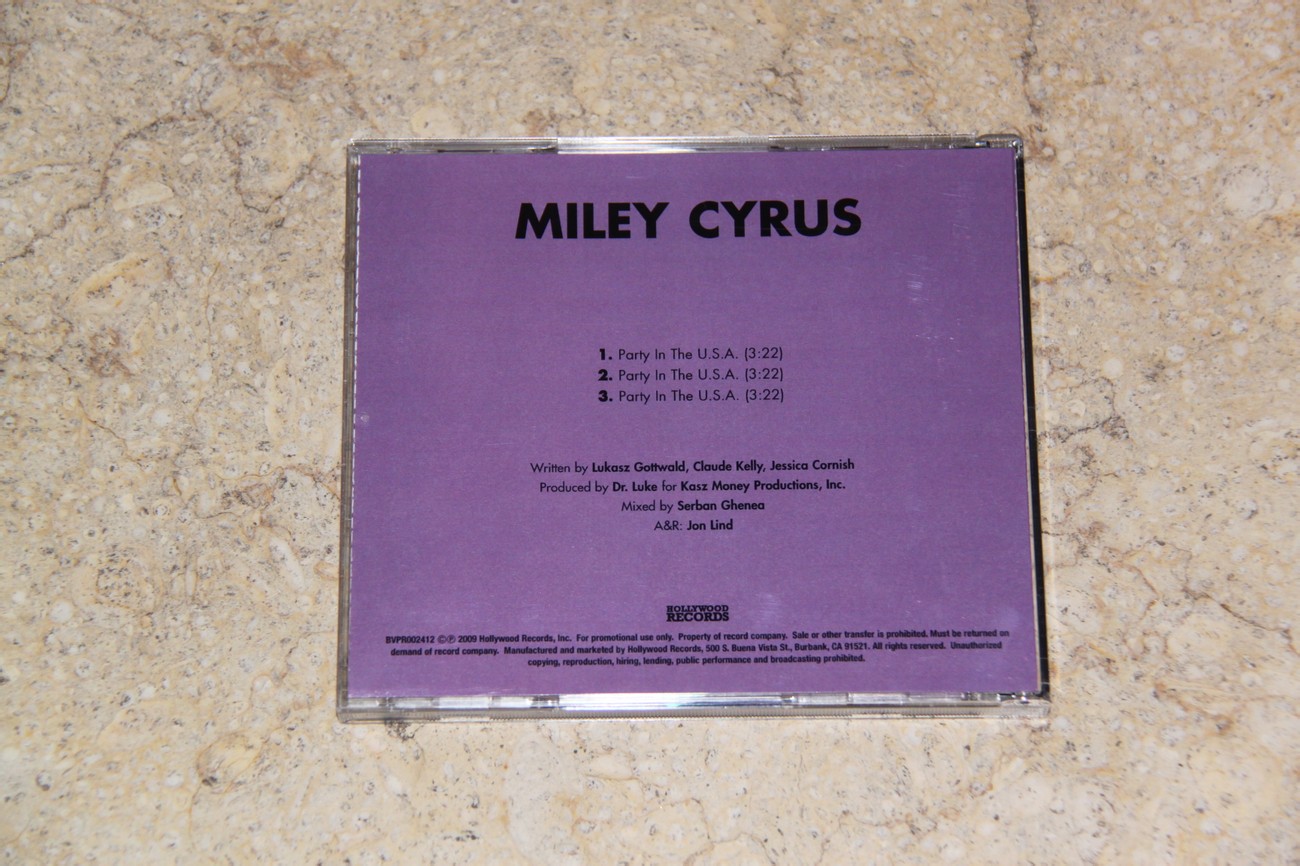 MILEY CYRUS
1. Party In The U.S.A. (3:22)
2. Party In The U.S.A. (3:22)
3. Party In The U.S.A. (3:22)
Written by Lukasz Gottwald, Claude Kelly, Jessica Cornish
Produced by Dr. Luke for Kasz Money Productions, Inc.
Mixed by Serban Ghenea
A&R: Jon Lind
HOLLYWOOD
RECORDS
BVPR002412 ©℗ 2009 Hollywood Records, Inc. For promotional use only. Property of record company. Sale or other transfer is prohibited. Must be returned on
demand of record company. Manufactured and marketed by Hollywood Records, 500 S. Buena Vista St., Burbank, CA 91521. All rights reserved. Unauthorized
copying, reproduction, hiring, lending, public performance and broadcasting prohibited.